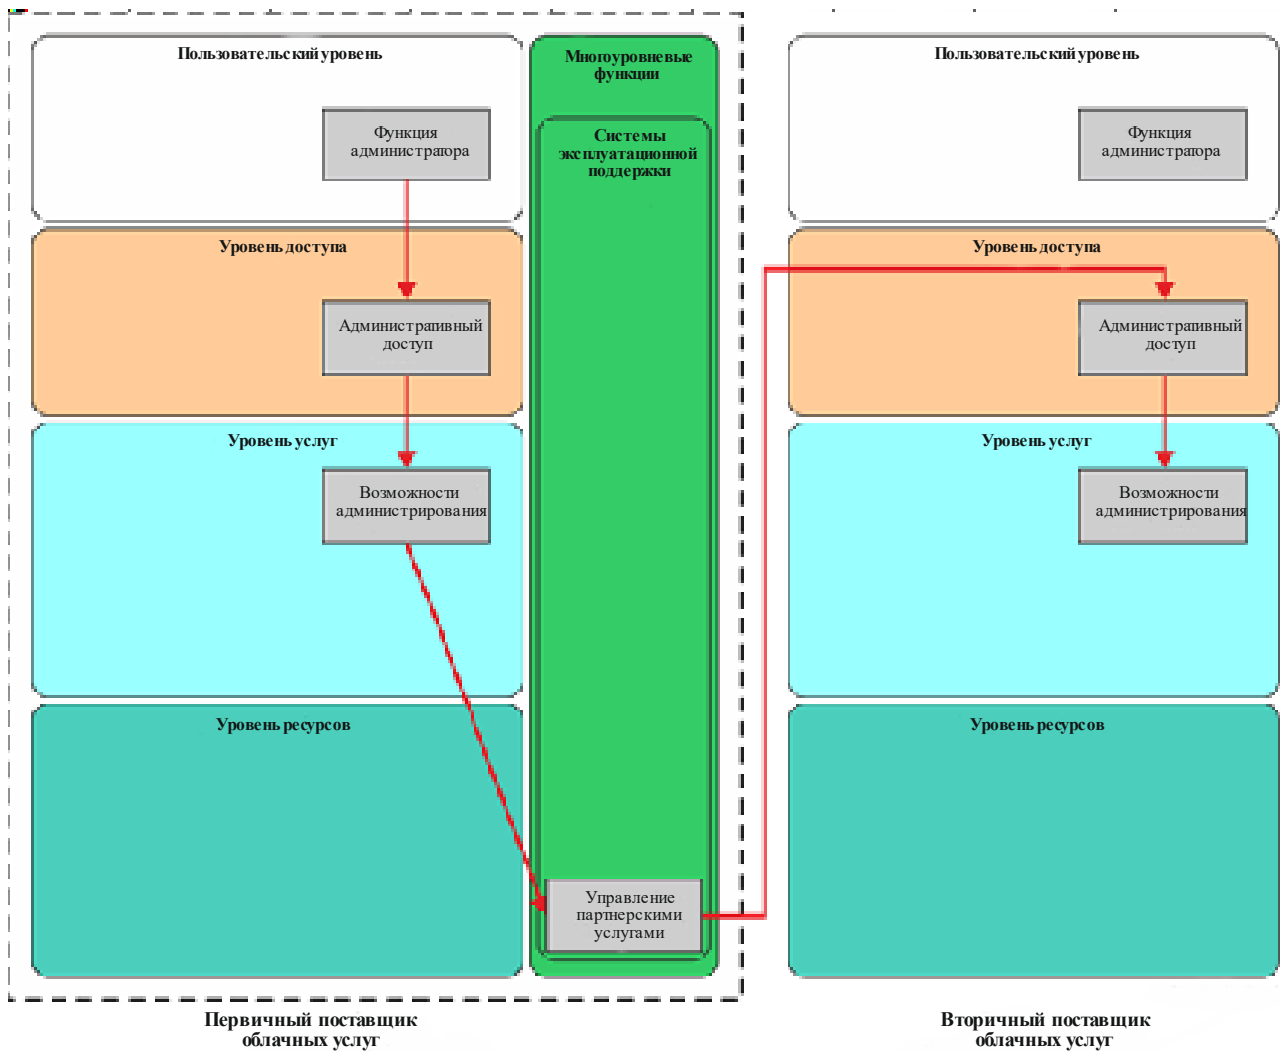 Пользовательский уровень
Функция
администратора
Уровень доступа
Административный
доступ
Уровень услуг
Возможности
администрирования
Уровень ресурсов
Многоуровневые
функции
Системы
эксплуатационной
поддержки
Управление
партнерскими
услугами
Первичный поставщик
облачных услуг
Пользовательский уровень
Функция
администратора
Уровень доступа
Административный
доступ
Уровень услуг
Возможности
администрирования
Уровень ресурсов
Вторичный поставщик
облачных услуг